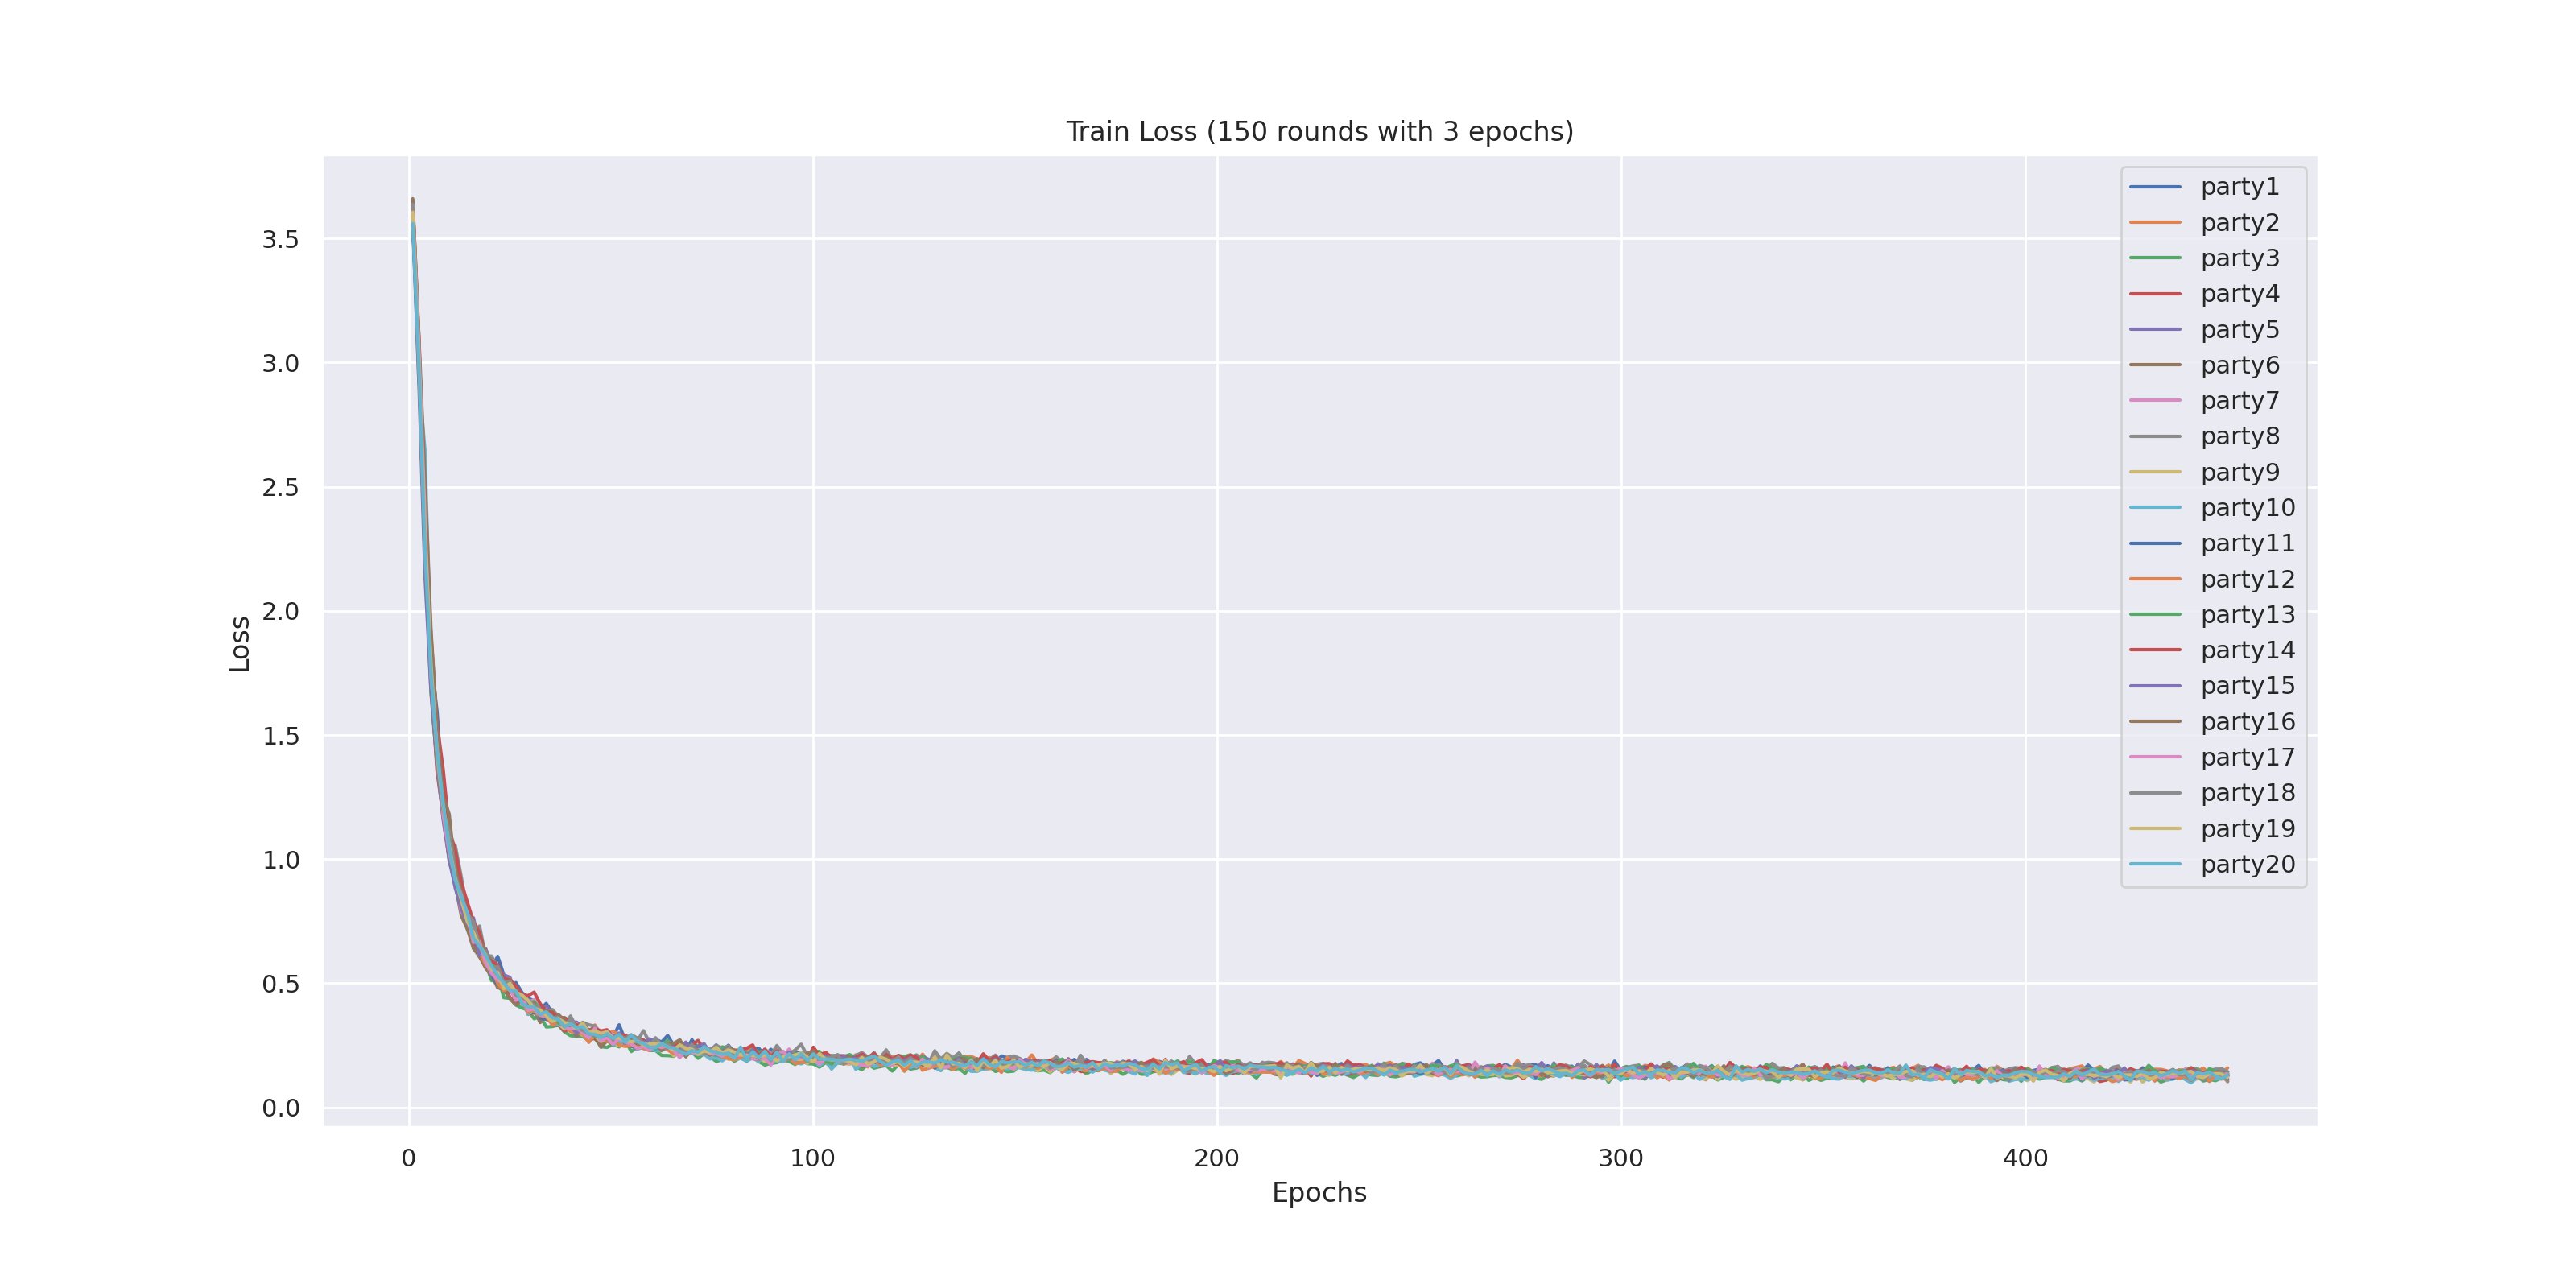 Train Loss (150 rounds with 3 epochs)
3.5
3.0
2.5
2.0
1.5
1.0
0.5
0.0
Loss
0
100
200
300
400
Epochs
party1
party2
party3
party4
party5
party6
party7
party8
party9
party10
party11
party12
party13
party14
party15
party16
party17
party18
party19
party20